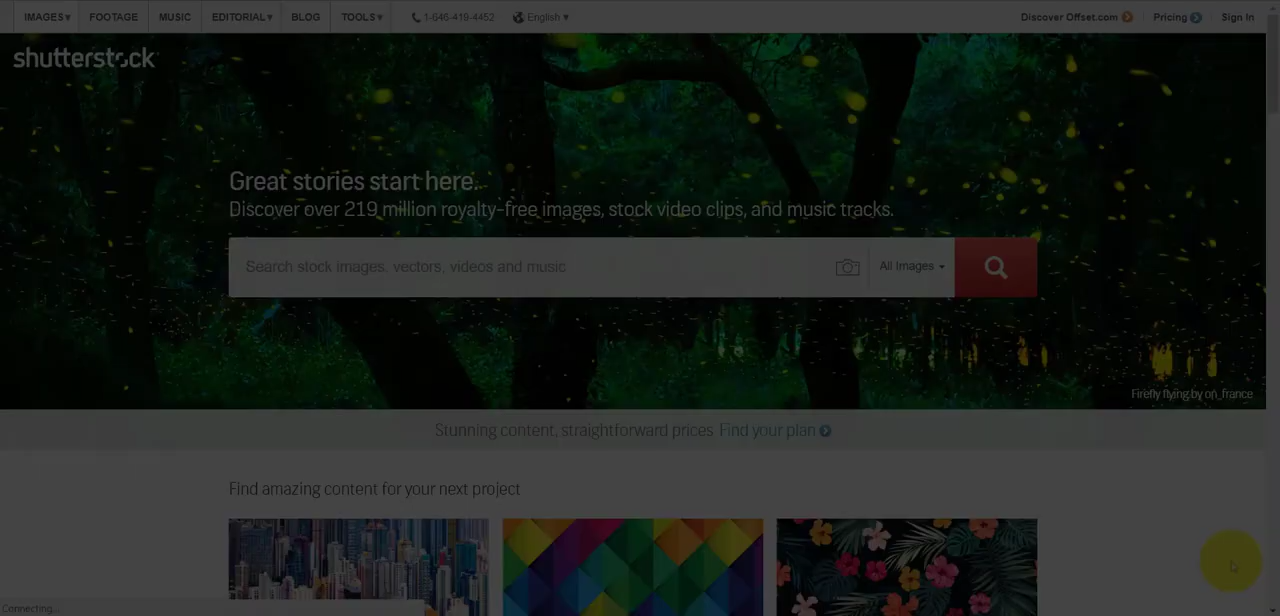 IMAGES▾ FOOTAGE MUSIC EDITORIAL▾ BLOG TOOLS▾ 1-646-419-4452 English ▾ Discover Offset.com Pricing Sign In
shutterstock
Great stories start here.
Discover over 219 million royalty-free images, stock video clips, and music tracks.
Search stock images, vectors, videos and music All Images
Firefly flying by on_france
Stunning content, straightforward prices Find your plan
Find amazing content for your next project
Connecting...